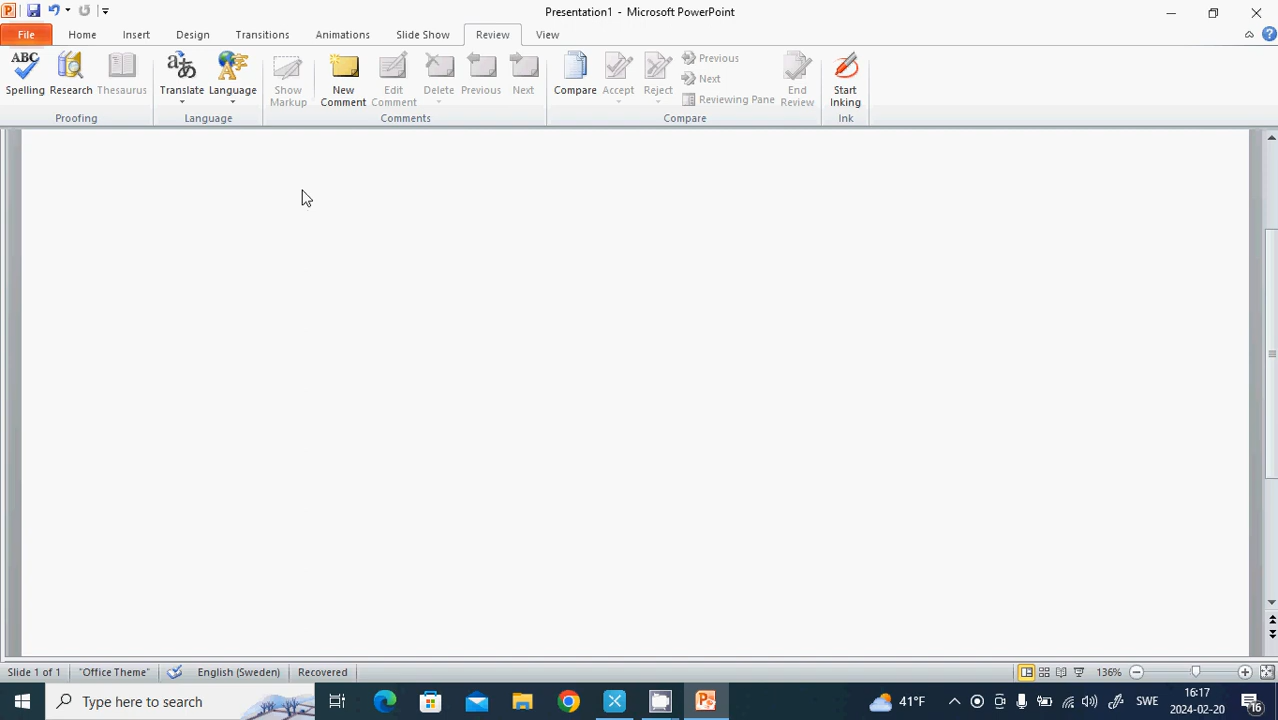 Presentation1 - Microsoft PowerPoint
File Home Insert Design Transitions Animations Slide Show Review View
ABC
Spelling Research Thesaurus Translate Language Show Markup New Comment Edit Comment Delete Previous Next Compare Accept Reject Previous Next Reviewing Pane End Review Start Inking
Proofing Language Comments Compare Ink
Slide 1 of 1 "Office Theme" English (Sweden) Recovered 136%
Type here to search 41°F SWE 16:17
2024-02-20 16